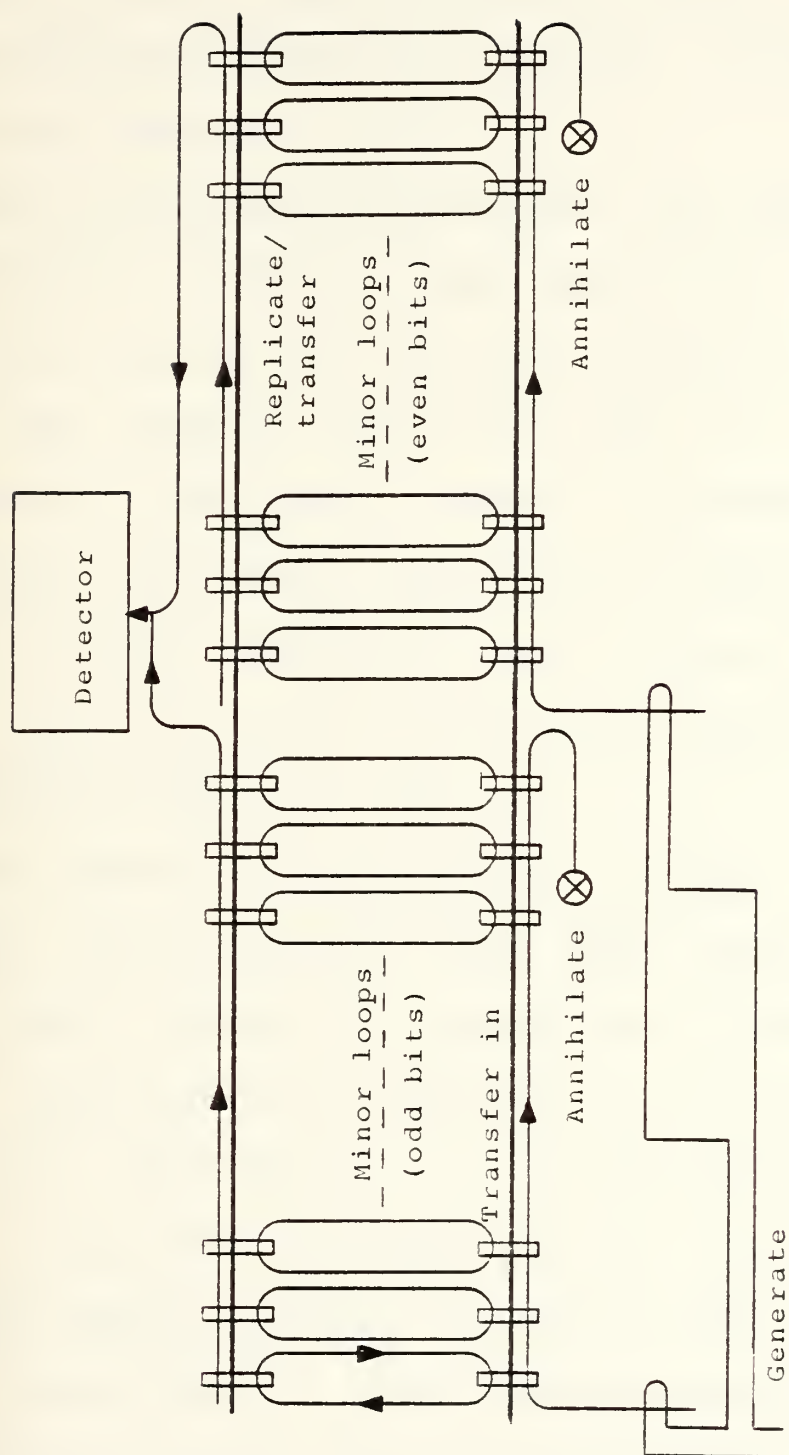 Detector
Replicate/
transfer
Minor loops
(even bits)
Annihilate
Minor loops
(odd bits)
Transfer in
Annihilate
Generate